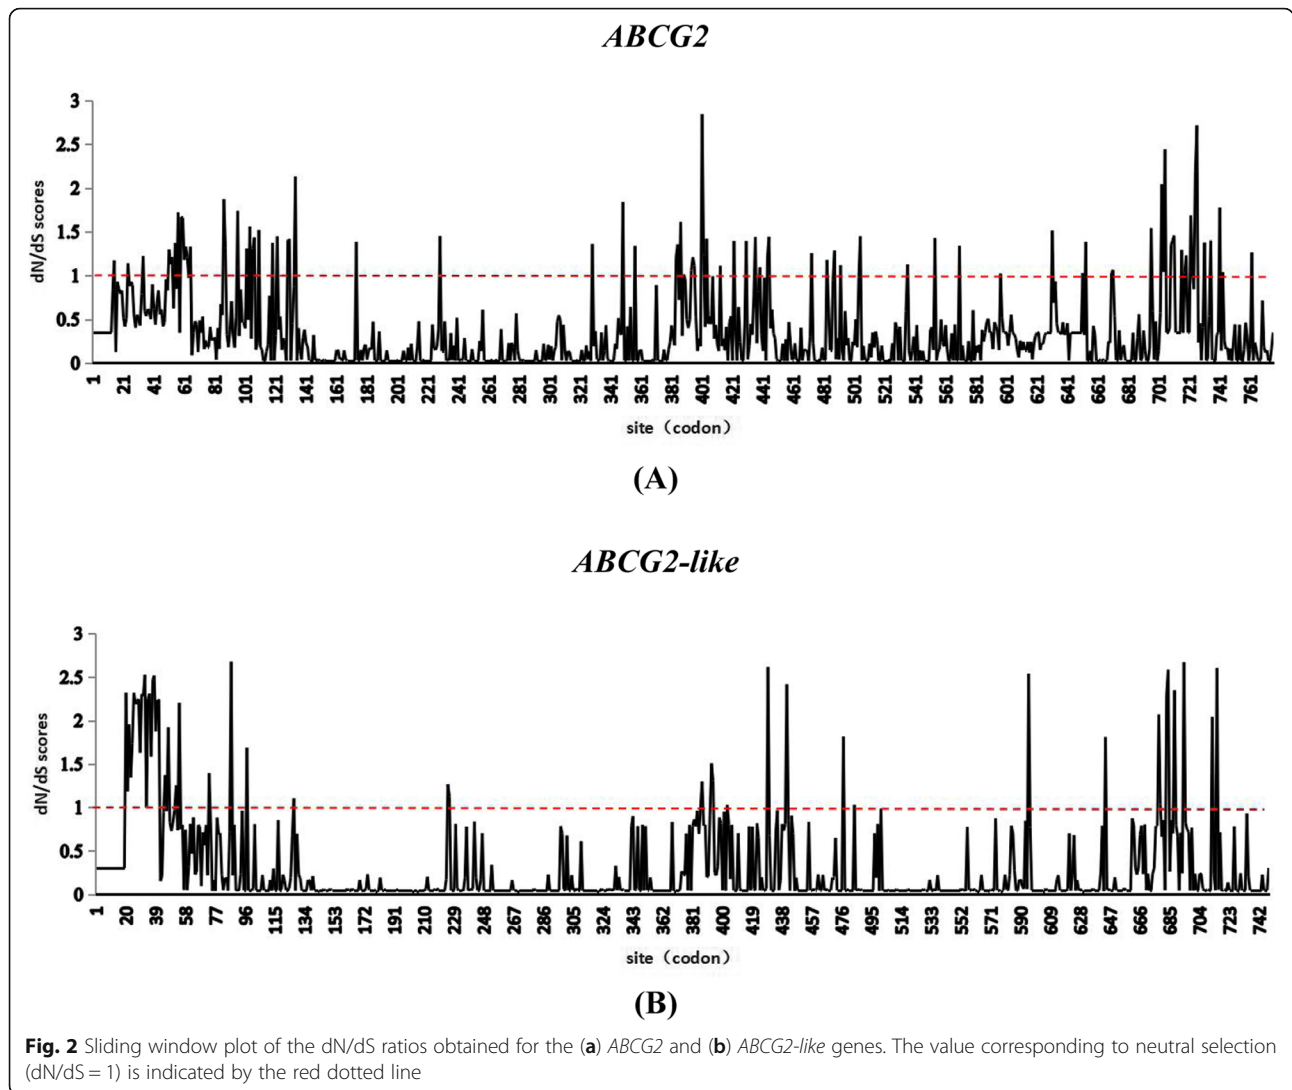 ABCG2
3
2.5
2
1.5
1
0.5
0
dN/dS scores
1 21 41 61 81 101 121 141 161 181 201 221 241 261 281 301 321 341 361 381 401 421 441 461 481 501 521 541 561 581 601 621 641 661 681 701 721 741 761
site（codon）
(A)
ABCG2-like
3
2.5
2
1.5
1
0.5
0
dN/dS scores
1 20 39 58 77 96 115 134 153 172 191 210 229 248 267 286 305 324 343 362 381 400 419 438 457 476 495 514 533 552 571 590 609 628 647 666 685 704 723 742
site（codon）
(B)
Fig. 2 Sliding window plot of the dN/dS ratios obtained for the (a) ABCG2 and (b) ABCG2-like genes. The value corresponding to neutral selection
(dN/dS = 1) is indicated by the red dotted line